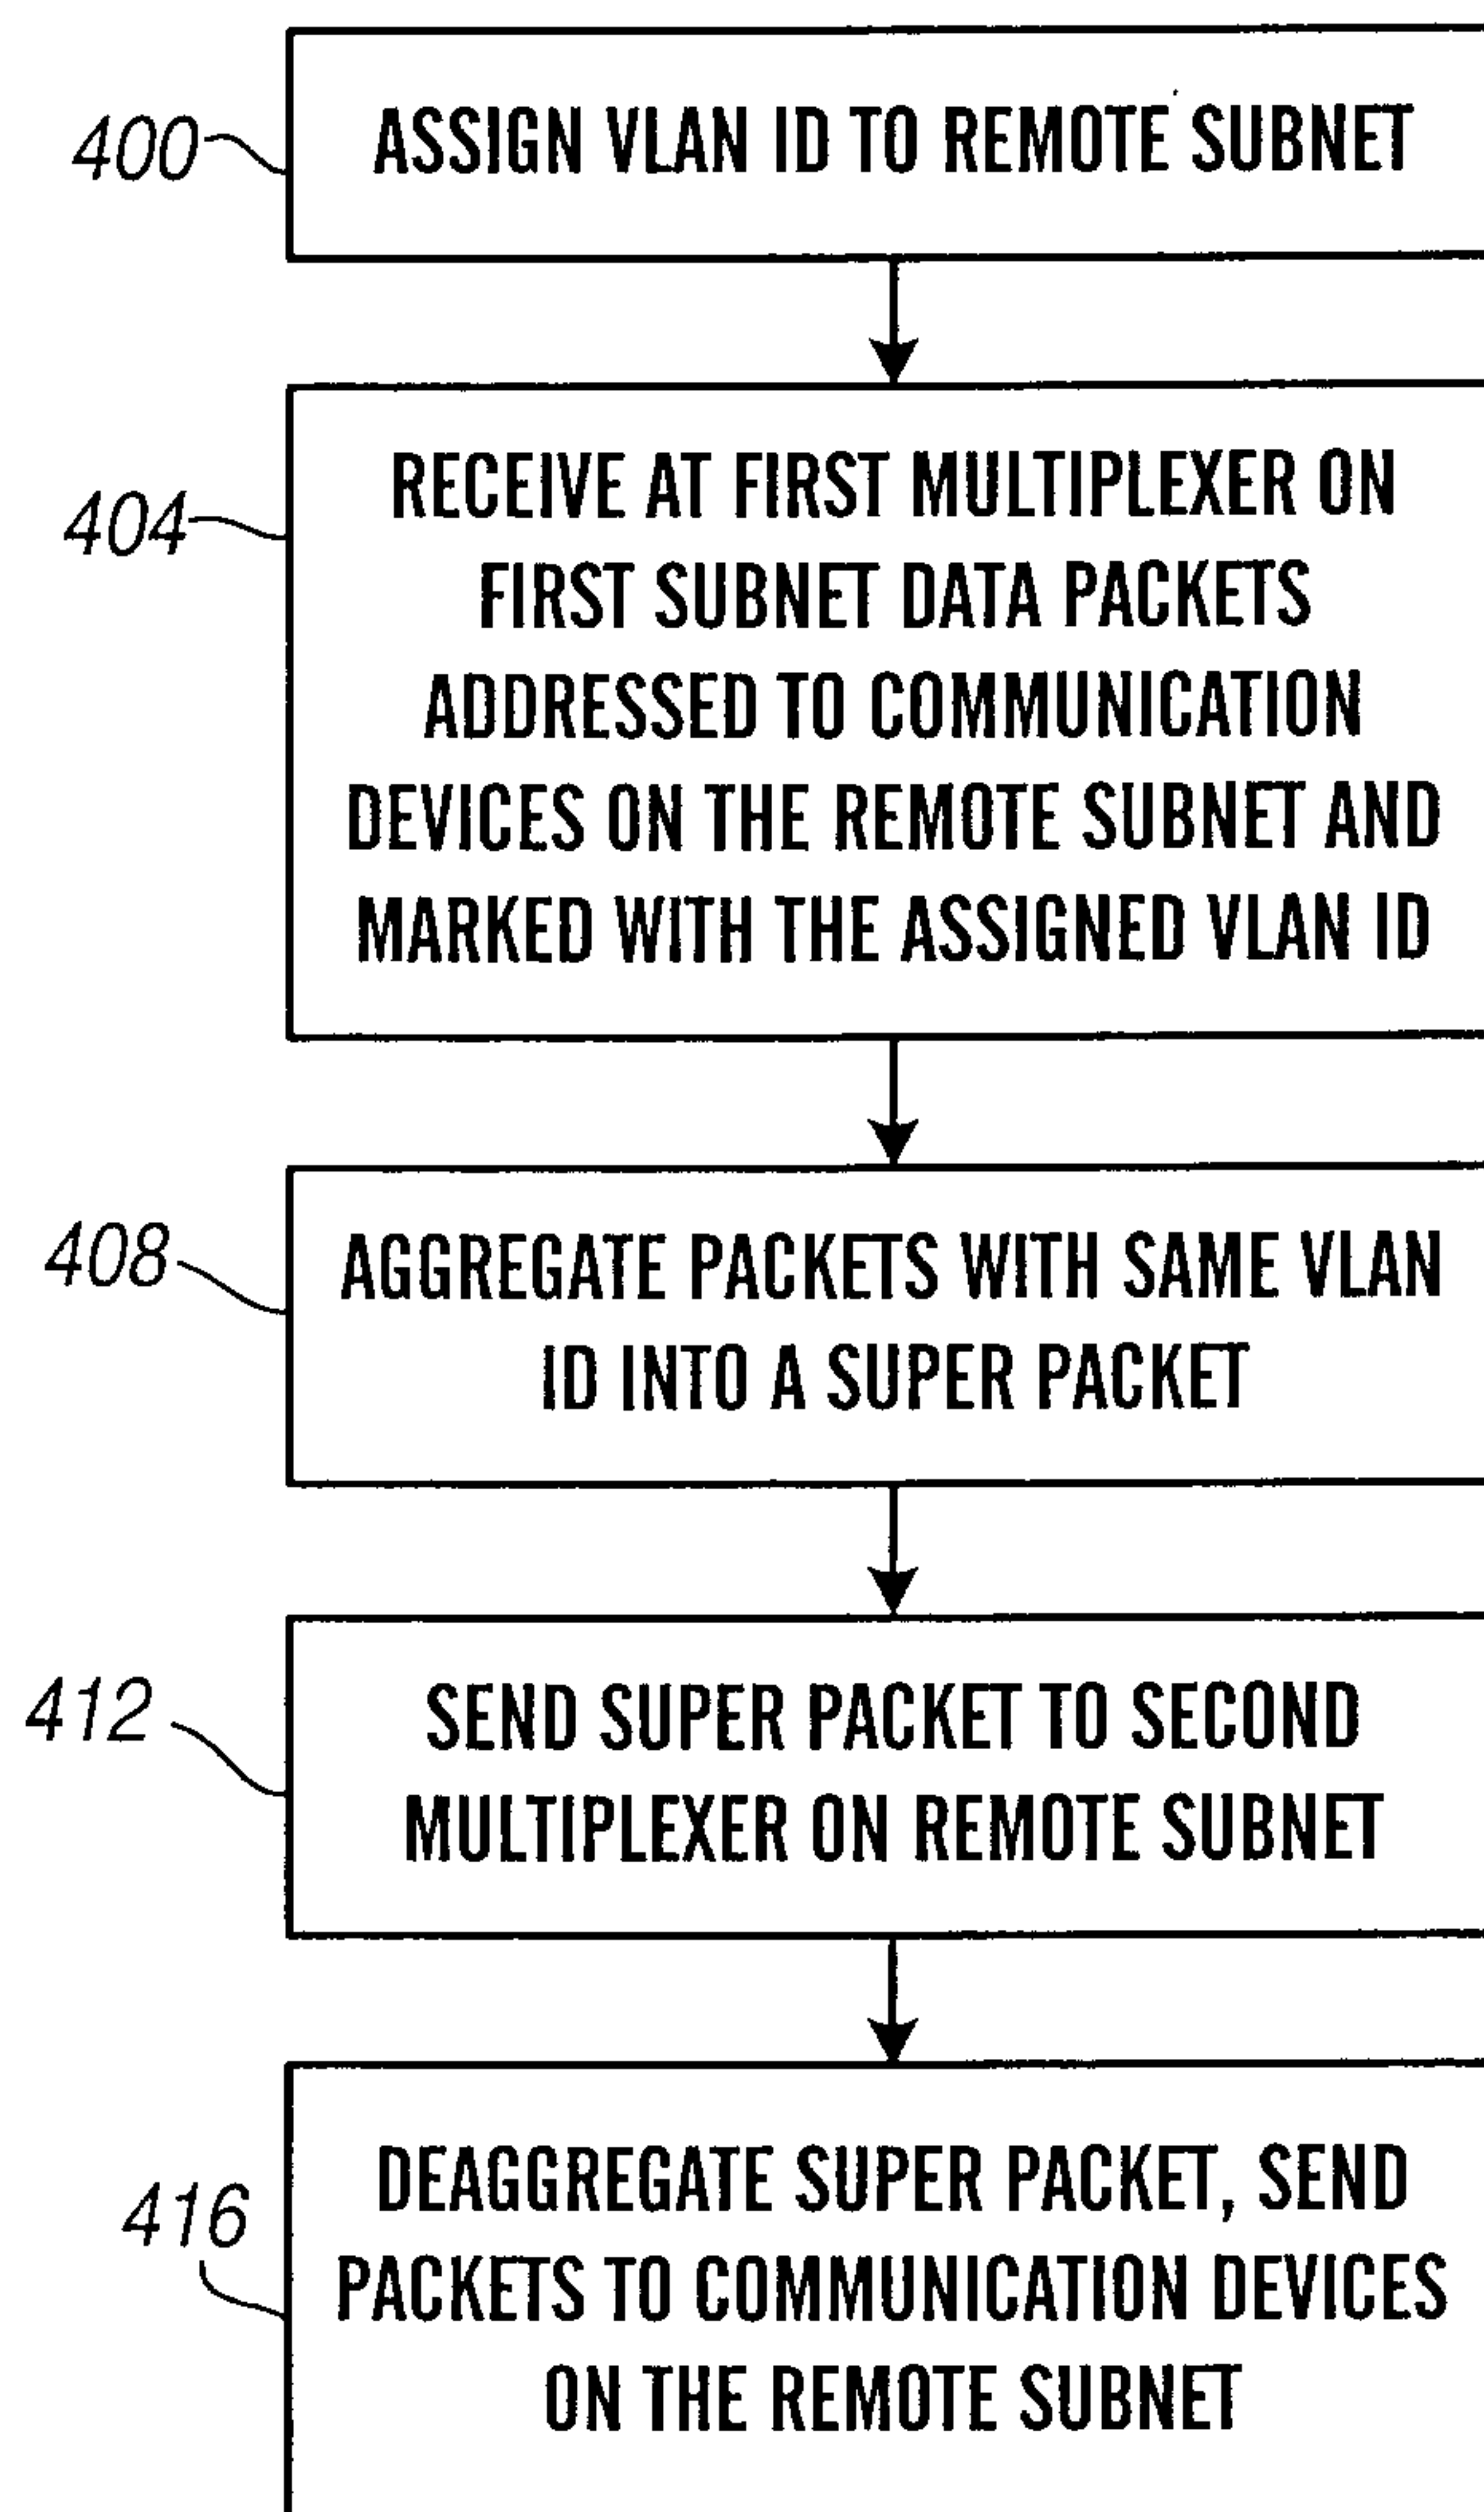 400
ASSIGN VLAN ID TO REMOTE SUBNET
404
RECEIVE AT FIRST MULTIPLEXER ON
FIRST SUBNET DATA PACKETS
ADDRESSED TO COMMUNICATION
DEVICES ON THE REMOTE SUBNET AND
MARKED WITH THE ASSIGNED VLAN ID
408
AGGREGATE PACKETS WITH SAME VLAN
ID INTO A SUPER PACKET
412
SEND SUPER PACKET TO SECOND
MULTIPLEXER ON REMOTE SUBNET
416
DEAGGREGATE SUPER PACKET, SEND
PACKETS TO COMMUNICATION DEVICES
ON THE REMOTE SUBNET